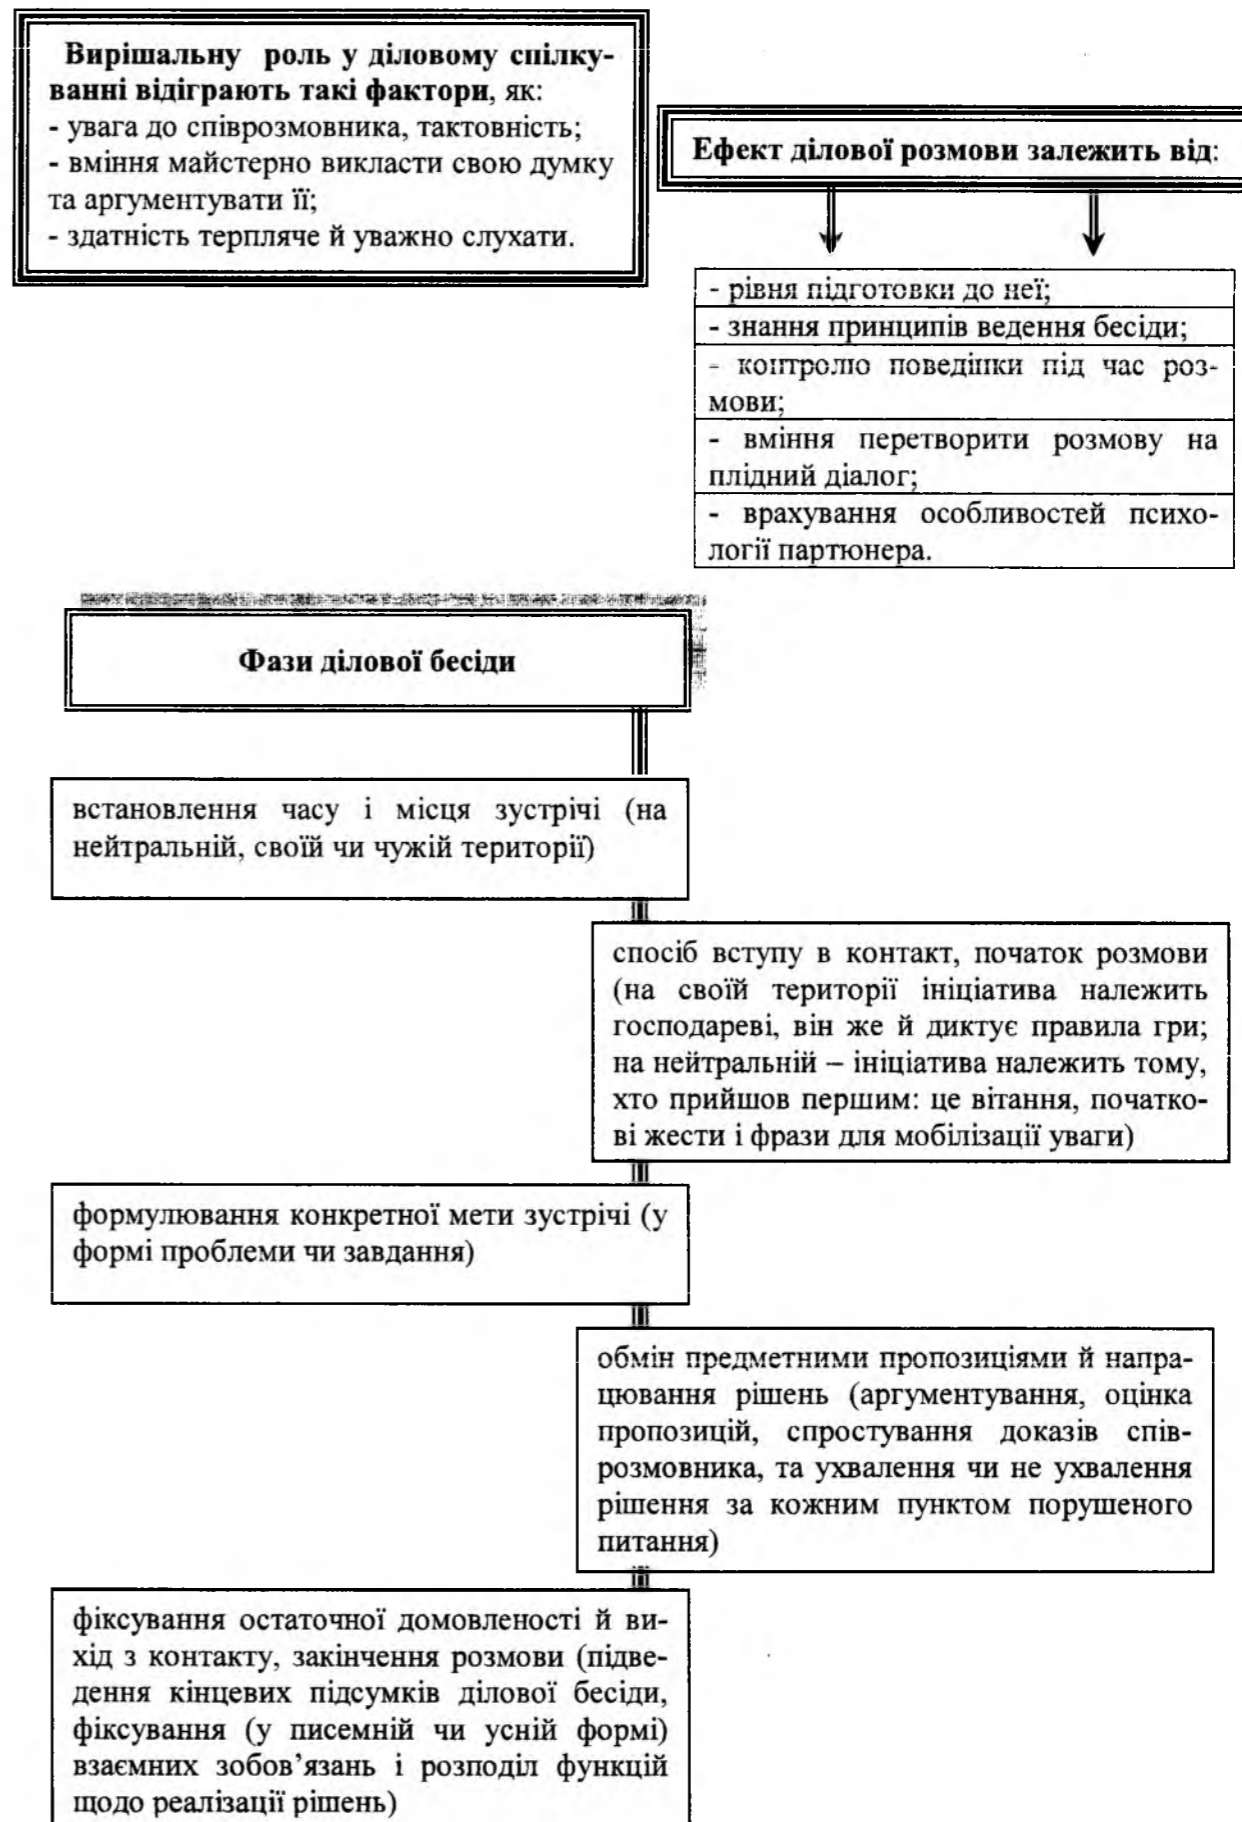 Вирішальну роль у діловому спілку-
ванні відіграють такі фактори, як:
- увага до співрозмовника, тактовність;
- вміння майстерно викласти свою думку
та аргументувати її;
- здатність терпляче й уважно слухати.
Ефект ділової розмови залежить від:
- рівня підготовки до неї;
- знання принципів ведення бесіди;
- контролю поведінки під час роз-
мови;
- вміння перетворити розмову на
плідний діалог;
- врахування особливостей психо-
логії партюнера.
Фази ділової бесіди
встановлення часу і місця зустрічі (на
нейтральній, своїй чи чужій території)
спосіб вступу в контакт, початок розмови
(на своїй території ініціатива належить
господареві, він же й диктує правила гри;
на нейтральній – ініціатива належить тому,
хто прийшов першим: це вітання, початко-
ві жести і фрази для мобілізації уваги)
формулювання конкретної мети зустрічі (у
формі проблеми чи завдання)
обмін предметними пропозиціями й напра-
цювання рішень (аргументування, оцінка
пропозицій, спростування доказів спів-
розмовника, та ухвалення чи не ухвалення
рішення за кожним пунктом порушеного
питання)
фіксування остаточної домовленості й ви-
хід з контакту, закінчення розмови (підве-
дення кінцевих підсумків ділової бесіди,
фіксування (у писемній чи усній формі)
взаємних зобов’язань і розподіл функцій
щодо реалізації рішень)